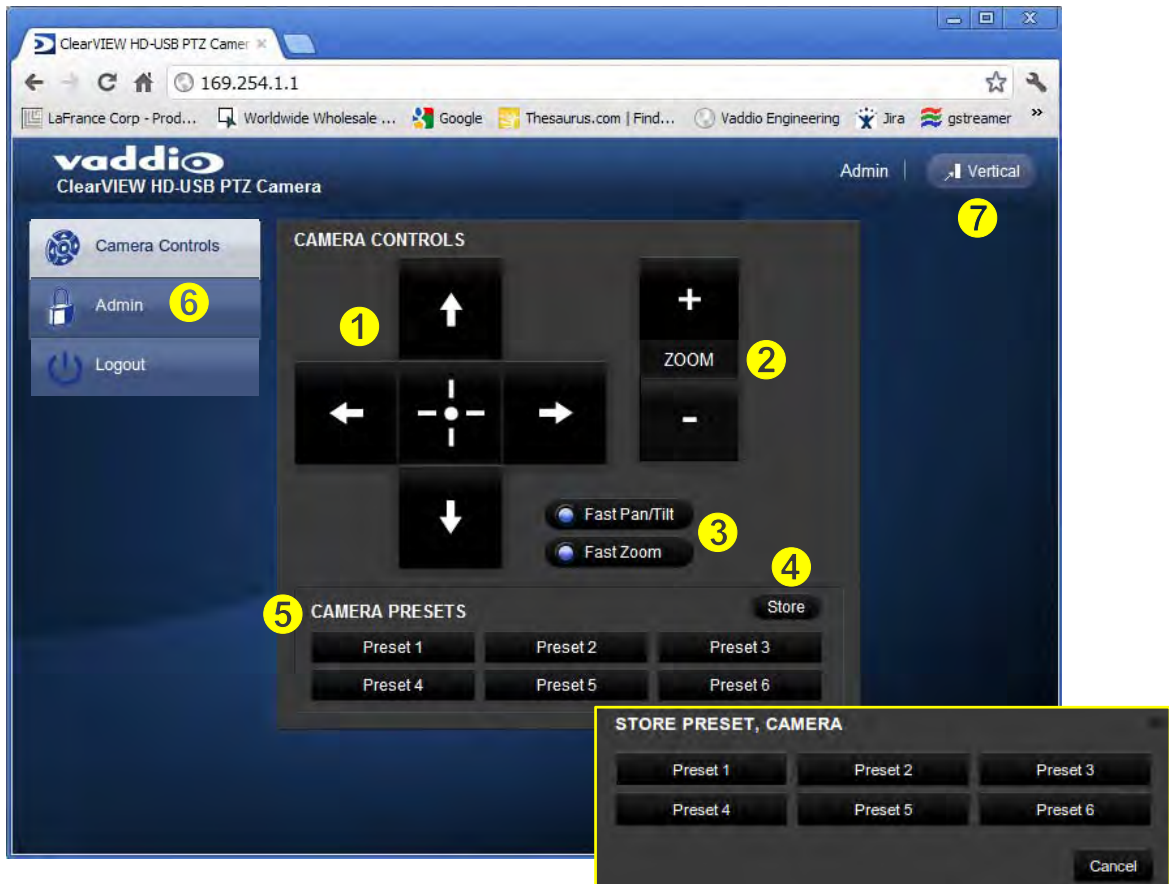 ClearVIEW HD-USB PTZ Camer
169.254.1.1
LaFrance Corp - Prod... Worldwide Wholesale ... Google Thesaurus.com | Find... Vaddio Engineering Jira gstreamer »
vaddio
ClearVIEW HD-USB PTZ Camera
Admin
Vertical
7
Camera Controls
Admin
6
Logout
CAMERA CONTROLS
1
+
ZOOM
2
-
Fast Pan/Tilt
Fast Zoom
3
4
5
CAMERA PRESETS
Store
Preset 1 Preset 2 Preset 3
Preset 4 Preset 5 Preset 6
STORE PRESET, CAMERA
Preset 1 Preset 2 Preset 3
Preset 4 Preset 5 Preset 6
Cancel